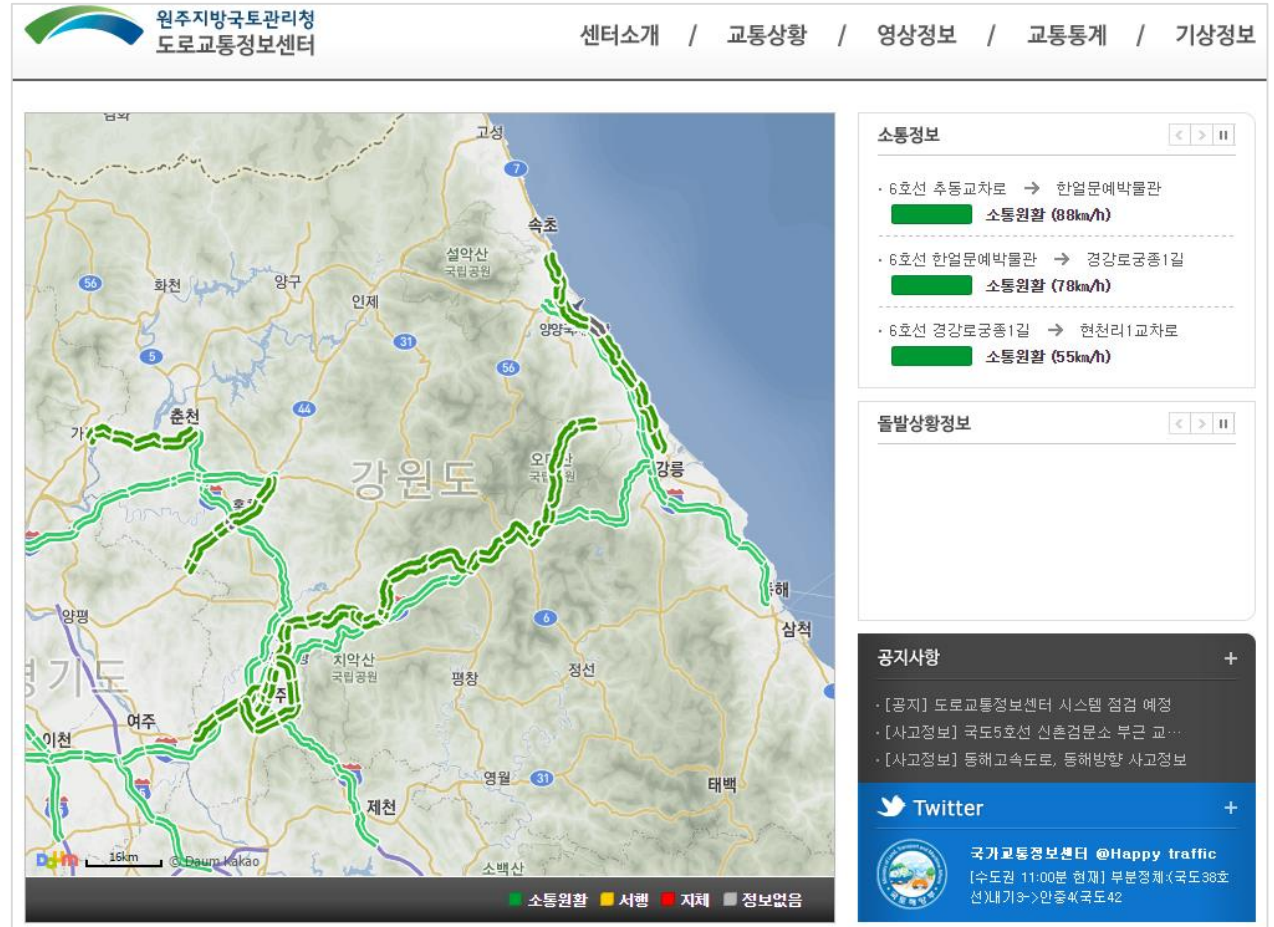 원주지방국토관리청
도로교통정보센터
센터소개 / 교통상황 / 영상정보 / 교통통계 / 기상정보
고성
7
속초
설악산
국립공원
56
화천
양구
인제
31
5
56
44
춘천
강원도
강릉
양평
6
삼척
치악산
국립공원
평창
정선
여주
이천
영월
31
태백
제천
소백산
16km
© Daum Kakao
소통원활 서행 지체 정보없음
소통정보
· 6호선 추동교차로 → 한얼문예박물관
소통원활 (88km/h)
· 6호선 한얼문예박물관 → 경강로궁종1길
소통원활 (78km/h)
· 6호선 경강로궁종1길 → 현천리1교차로
소통원활 (55km/h)
돌발상황정보
공지사항 +
· [공지] 도로교통정보센터 시스템 점검 예정
· [사고정보] 국도5호선 신촌검문소 부근 교…
· [사고정보] 동해고속도로, 동해방향 사고정보
Twitter +
국가교통정보센터 @Happy traffic
[수도권 11:00분 현재] 부분정체:(국도38호
선)내기3->안중4(국도42